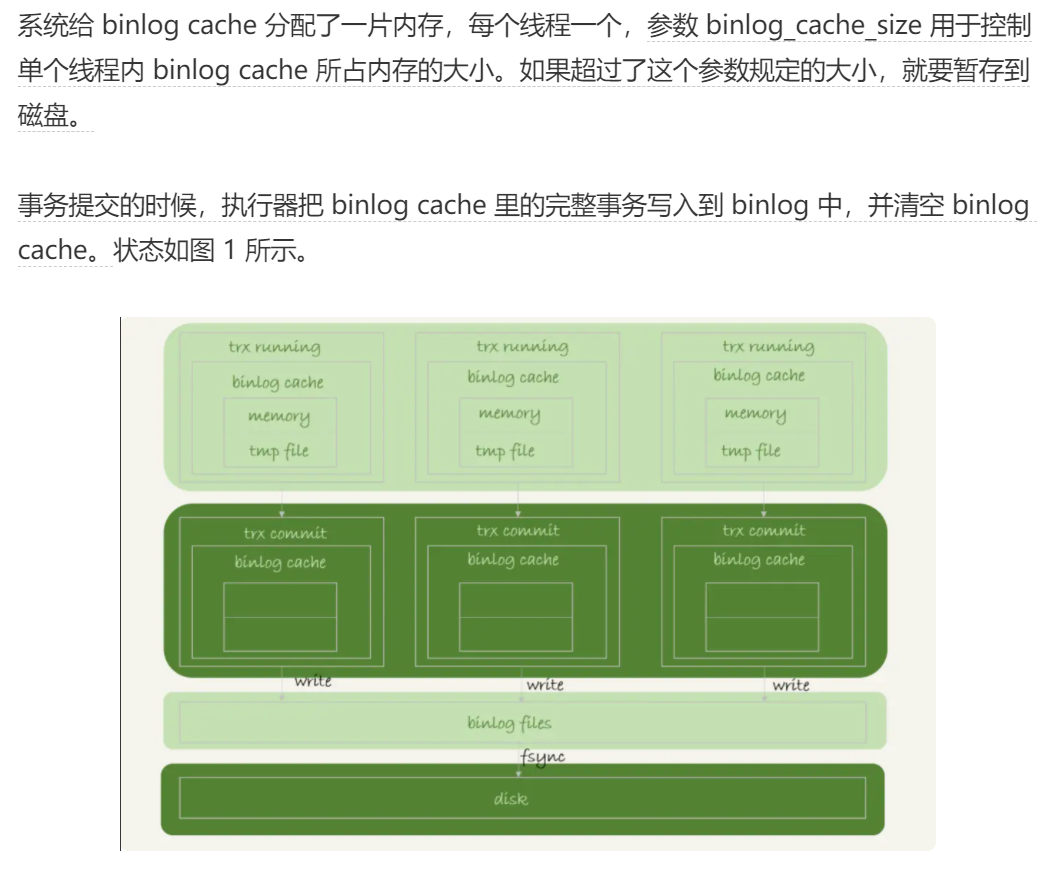 系统给 binlog cache 分配了一片内存，每个线程一个，参数 binlog_cache_size 用于控制
单个线程内 binlog cache 所占内存的大小。如果超过了这个参数规定的大小，就要暂存到
磁盘。
事务提交的时候，执行器把 binlog cache 里的完整事务写入到 binlog 中，并清空 binlog
cache。状态如图 1 所示。
trx running
trx running
trx running
binlog cache
binlog cache
binlog cache
memory
memory
memory
tmp file
tmp file
tmp file
trx commit
trx commit
trx commit
binlog cache
binlog cache
binlog cache
write
write
write
binlog files
fsync
disk